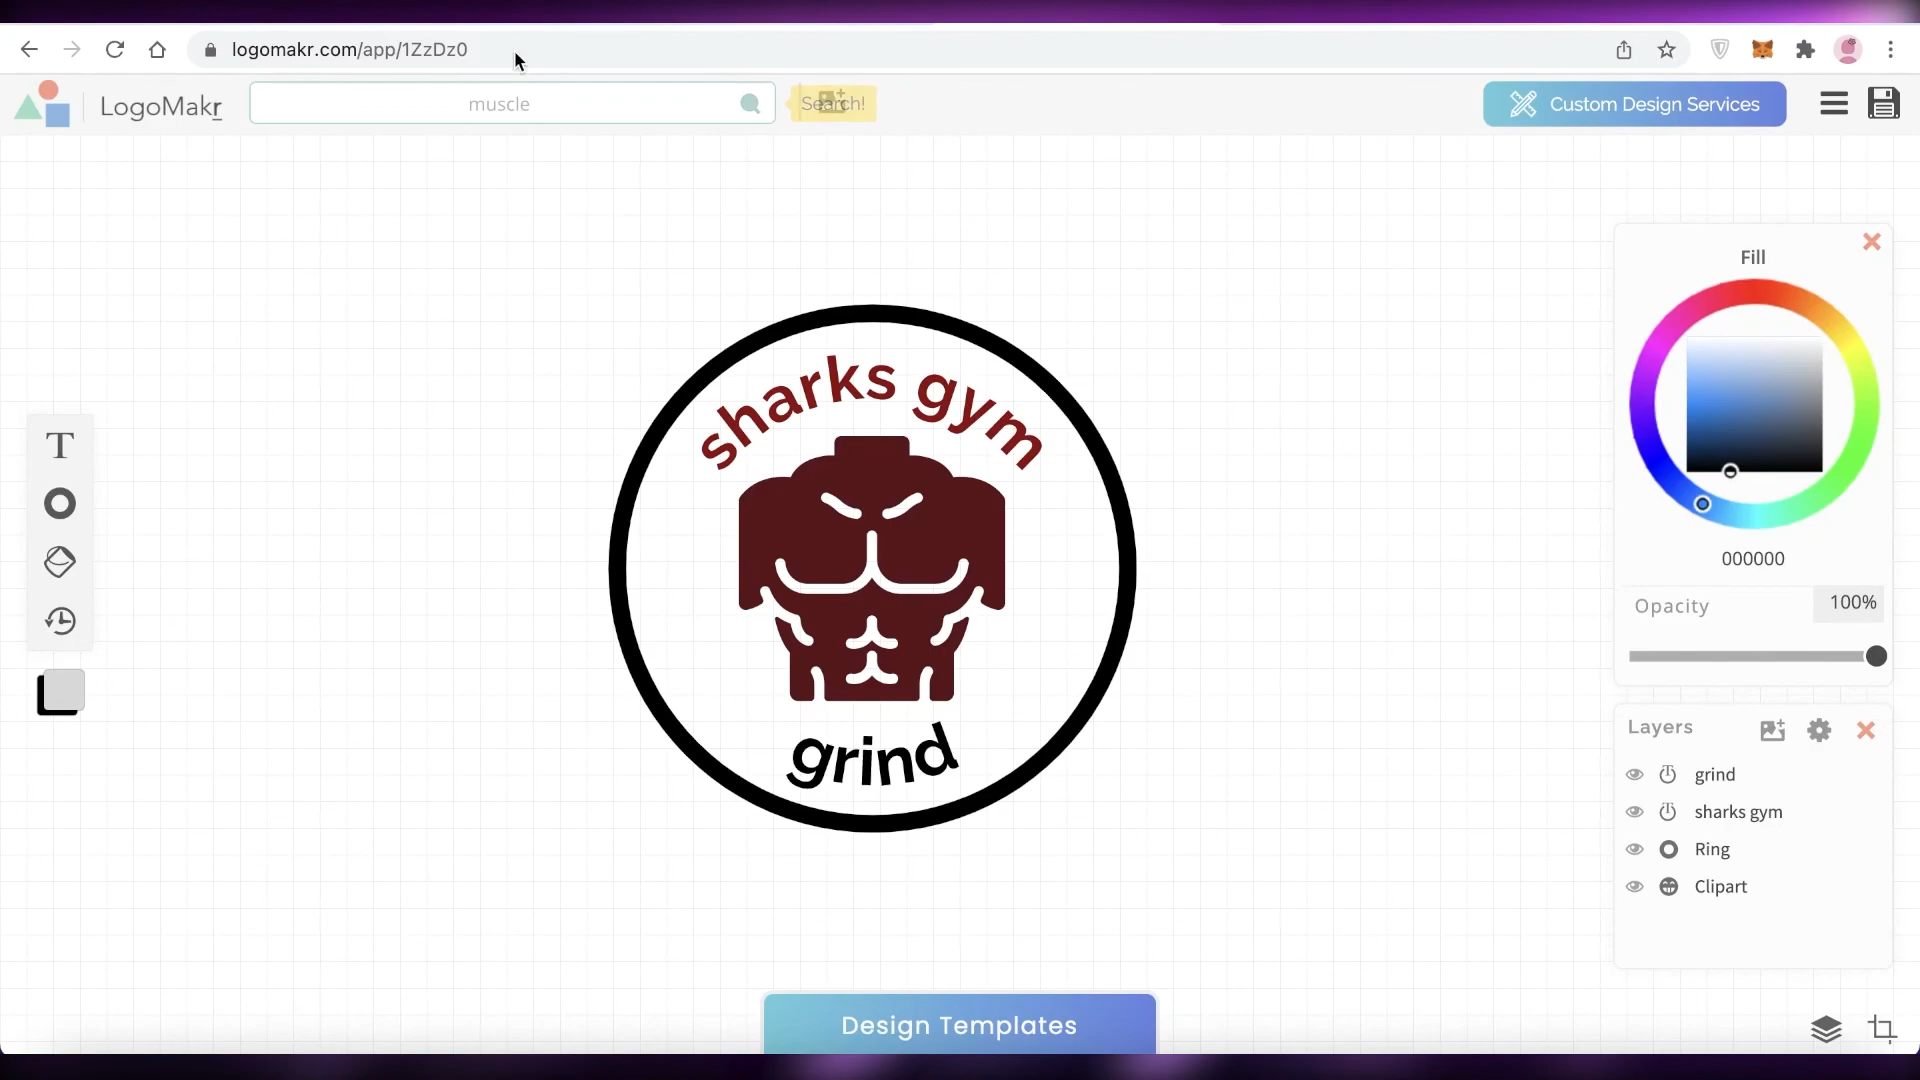 logomakr.com/app/1ZzDz0
LogoMakr
muscle
Search!
Custom Design Services
Fill
sharks gym
grind
000000
Opacity
100%
T
Layers
grind
sharks gym
Ring
Clipart
Design Templates